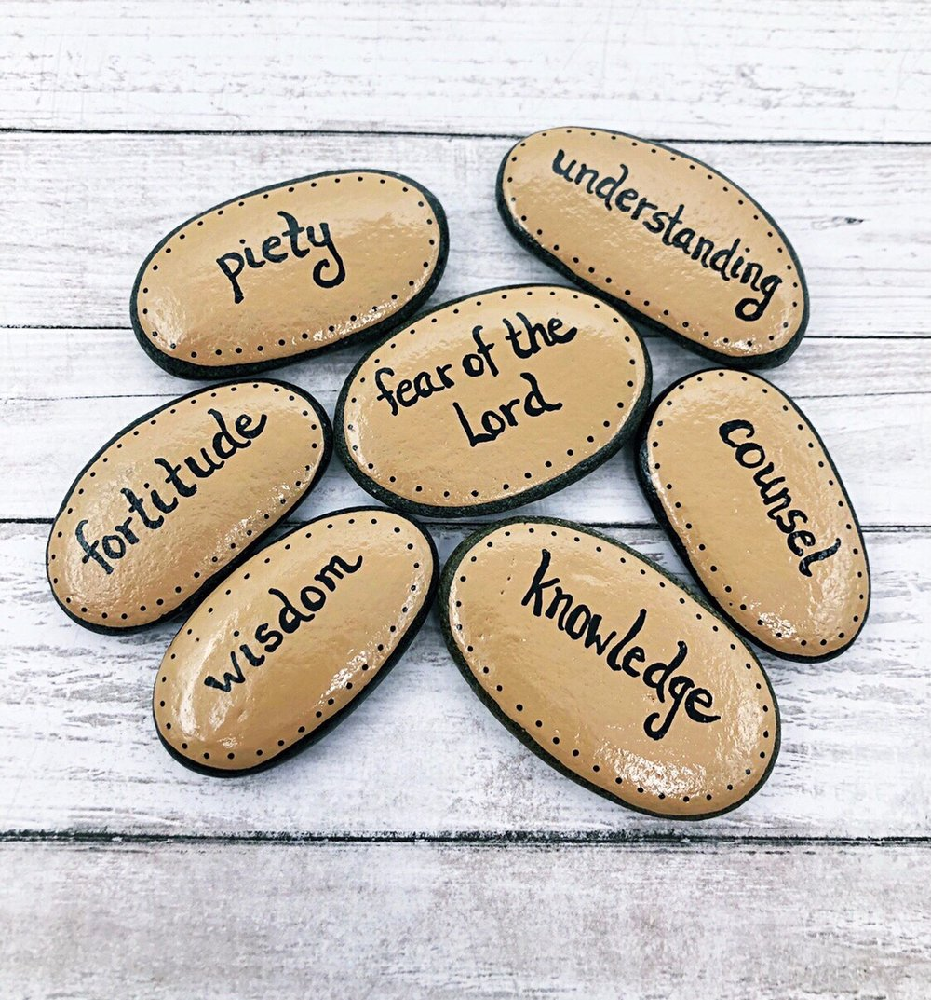 piety
understanding
fear of the
Lord
fortitude
counsel
wisdom
knowledge